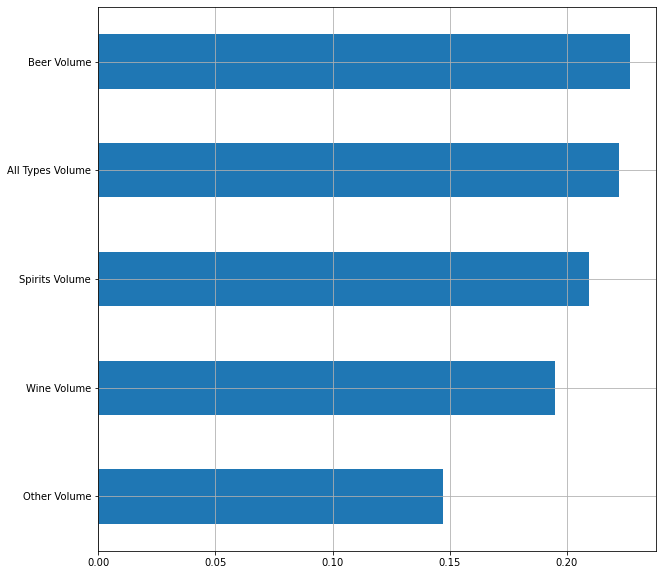 Beer Volume
All Types Volume
Spirits Volume
Wine Volume
Other Volume
0.00 0.05 0.10 0.15 0.20